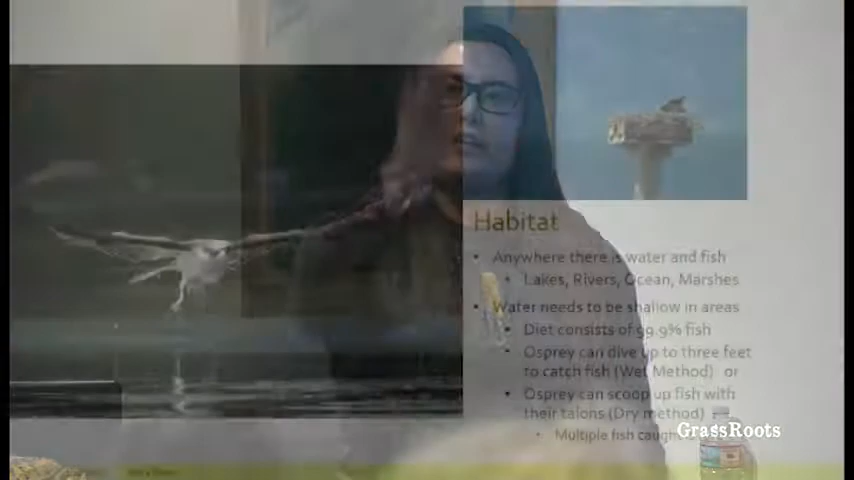 Habitat
• Anywhere there is water and fish
• Lakes, Rivers, Ocean, Marshes
• Water needs to be shallow in areas
• Diet consists of 99.9% fish
• Osprey can dive up to three feet
to catch fish (Wet Method) or
• Osprey can scoop up fish with
their talons (Dry method)
GrassRoots
• Multiple fish caught